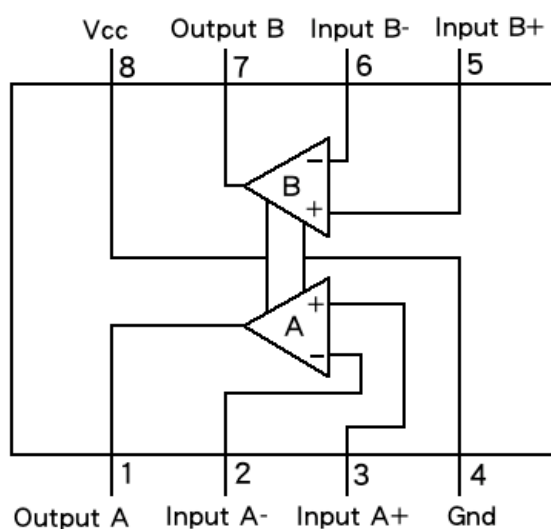 Vcc Output B Input B- Input B+
8 7 6 5
−
B
+
+
A
−
1 2 3 4
Output A Input A- Input A+ Gnd